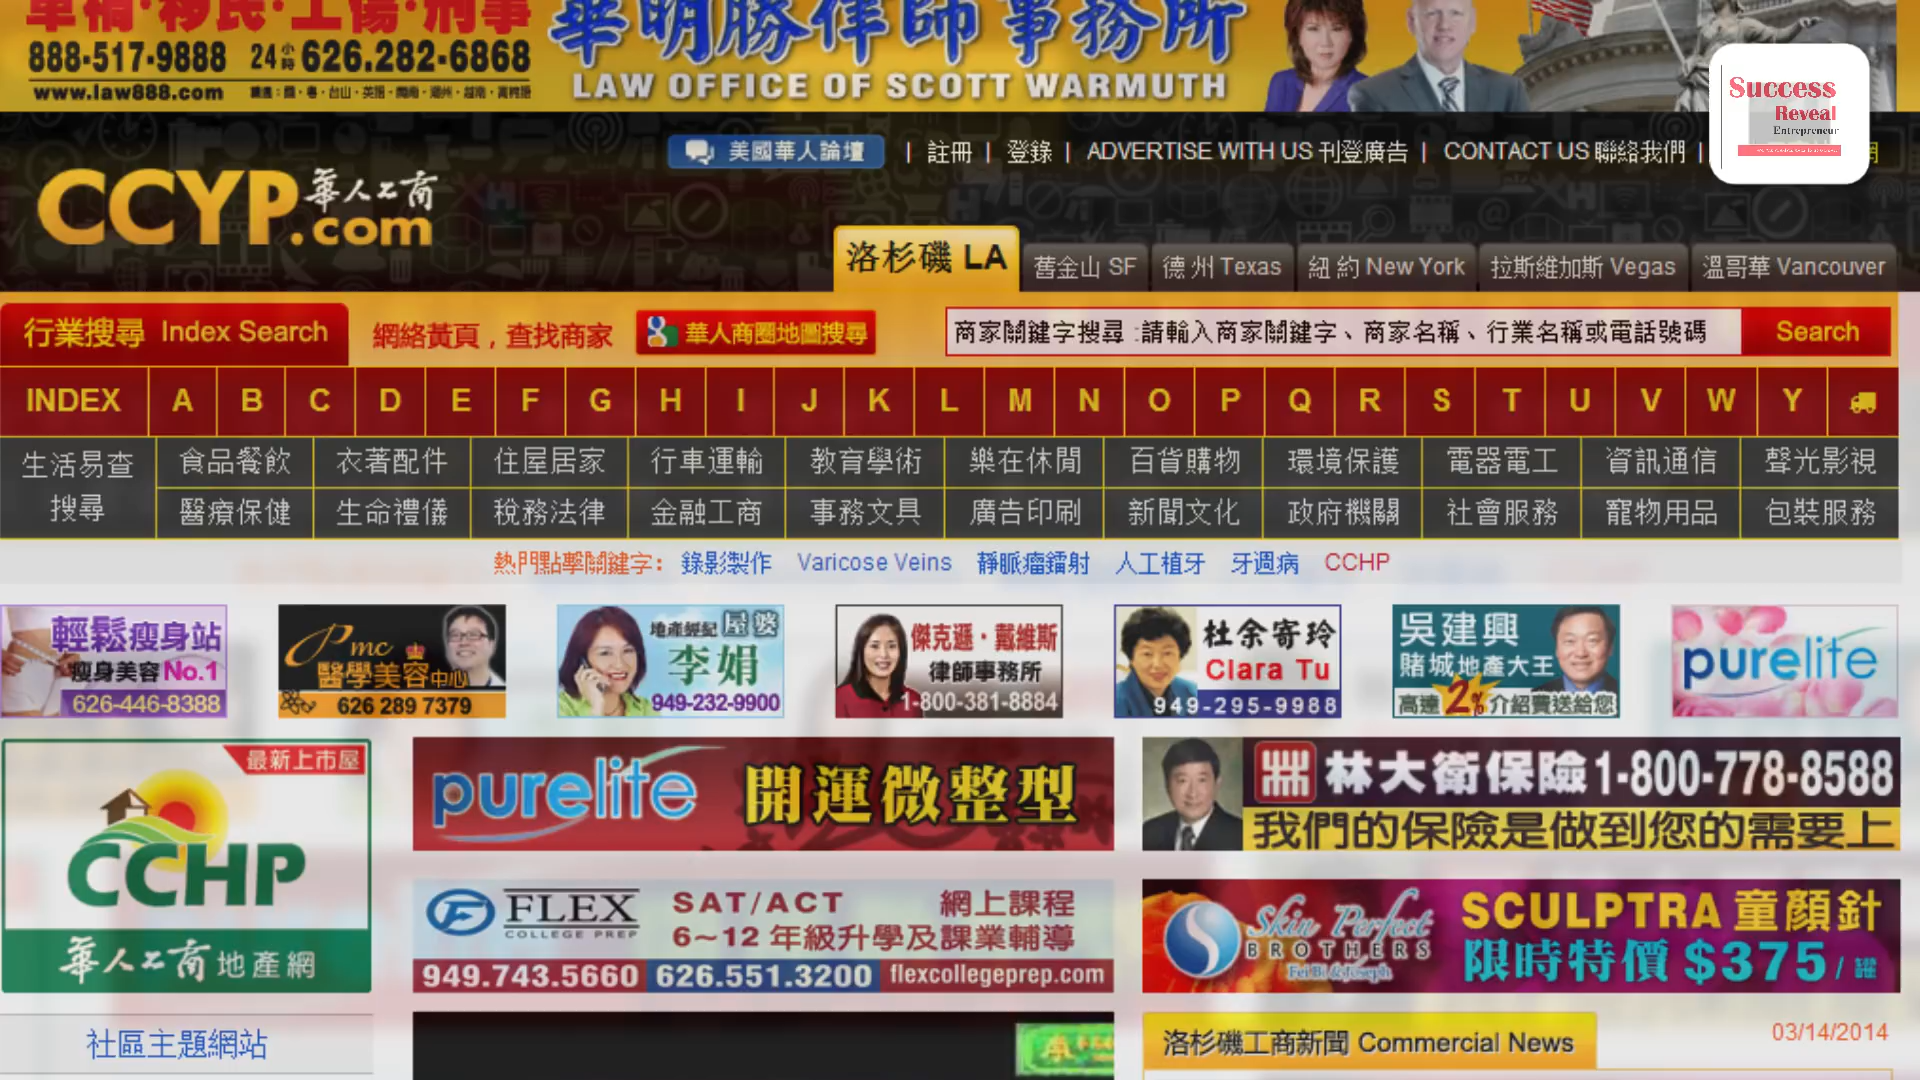 車禍·移民·工傷·刑事
888-517-9888 24小時 626.282-6868
www.law888.com
華明勝律師事務所
LAW OFFICE OF SCOTT WARMUTH
Success
Reveal
Entrepreneur
美國華人論壇 | 註冊 | 登錄 | ADVERTISE WITH US 刊登廣告 | CONTACT US 聯絡我們 |
CCYP.com 華人工商
洛杉磯 LA 舊金山 SF 德州 Texas 紐約 New York 拉斯維加斯 Vegas 溫哥華 Vancouver
行業搜尋 Index Search 網絡黃頁，查找商家 華人商圈地圖搜尋 商家關鍵字搜尋 :請輸入商家關鍵字、商家名稱、行業名稱或電話號碼 Search
INDEX A B C D E F G H I J K L M N O P Q R S T U V W Y
生活易查搜尋
食品餐飲 衣著配件 住屋居家 行車運輸 教育學術 樂在休閒 百貨購物 環境保護 電器電工 資訊通信 聲光影視
醫療保健 生命禮儀 稅務法律 金融工商 事務文具 廣告印刷 新聞文化 政府機關 社會服務 寵物用品 包裝服務
熱門點擊關鍵字: 錄影製作 Varicose Veins 靜脈瘤鐳射 人工植牙 牙週病 CCHP
輕鬆瘦身站
瘦身美容 No.1
626-446-8388
Pmc
醫學美容中心
626 289 7379
地產經紀 屋婆
李娟
949-232-9900
傑克遜·戴維斯
律師事務所
1-800-381-8884
杜余寄玲
Clara Tu
949-295-9988
吳建興
賭城地產大王
高達2%介紹費送給您
purelite
最新上市屋
CCHP
華人工商 地產網
purelite 開運微整型
林大衛保險 1-800-778-8588
我們的保險是做到您的需要上
FLEX
COLLEGE PREP
SAT/ACT 網上課程
6~12 年級升學及課業輔導
949.743.5660 626.551.3200 flexcollegeprep.com
Skin Perfect
BROTHERS
Fei Bi & Joseph
SCULPTRA 童顏針
限時特價 $375/罐
社區主題網站
洛杉磯工商新聞 Commercial News
03/14/2014